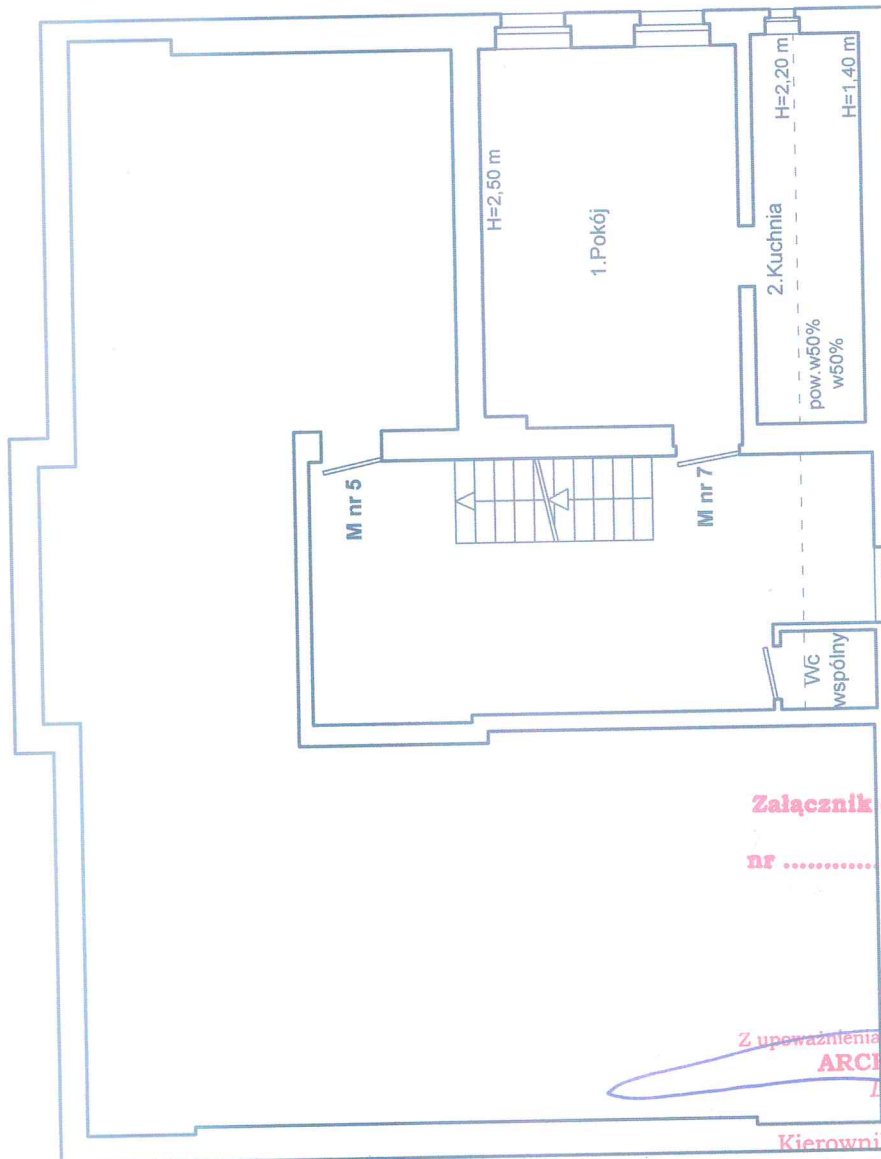 H=2,50 m
1.Pokój
H=2,20 m
H=1,40 m
2.Kuchnia
pow.w50%
w50%
M nr 5
M nr 7
Wc
wspólny
Załącznik
nr ............
Z upoważnienia
ARCH
Kierowni